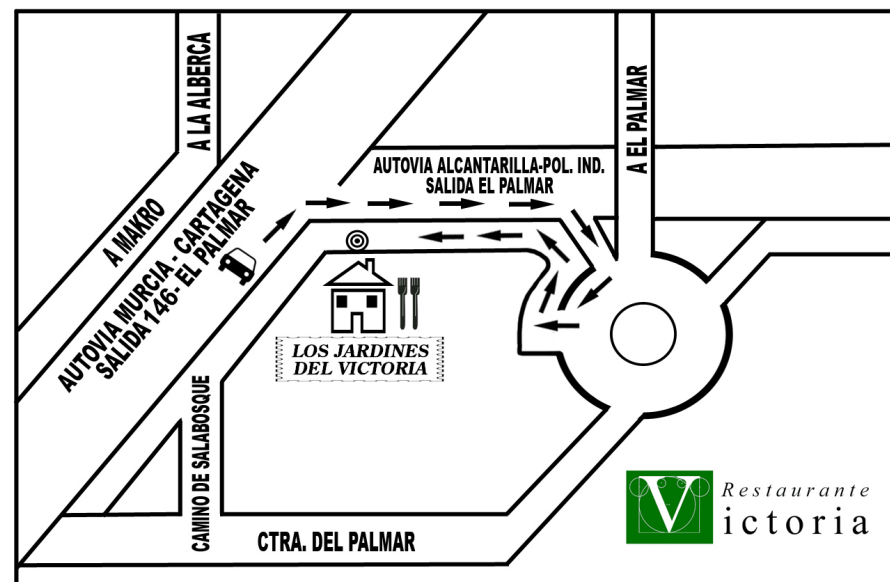 A LA ALBERCA
A MAKRO
AUTOVIA MURCIA - CARTAGENA
SALIDA 146- EL PALMAR
AUTOVIA ALCANTARILLA-POL. IND.
SALIDA EL PALMAR
A EL PALMAR
LOS JARDINES
DEL VICTORIA
CAMINO DE SALABOSQUE
CTRA. DEL PALMAR
Restaurante
Victoria